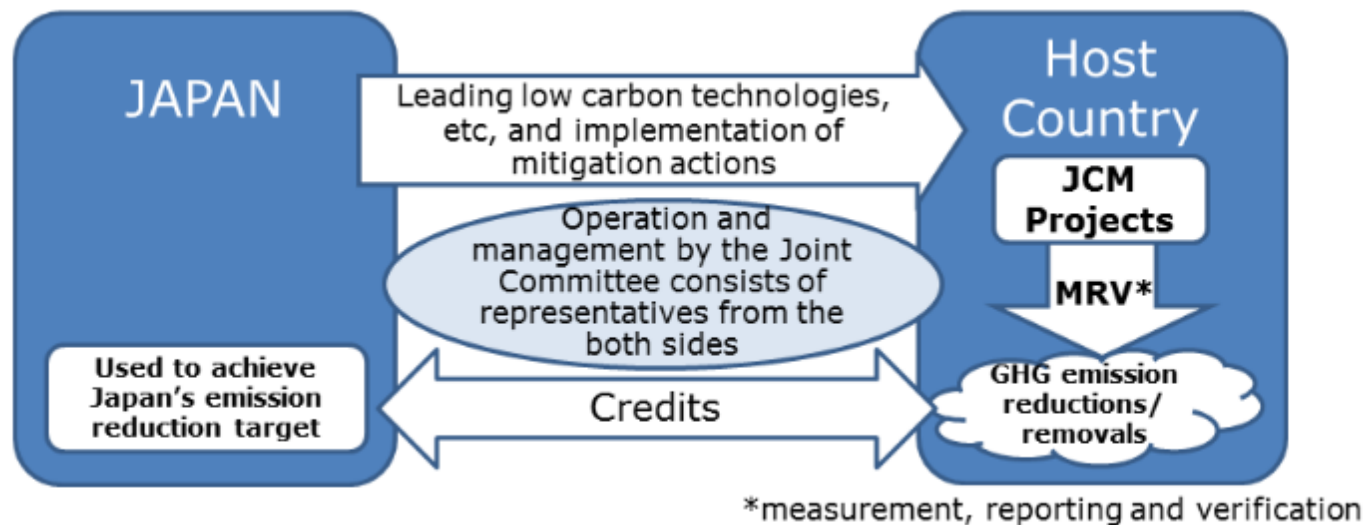 JAPAN
Leading low carbon technologies,
etc, and implementation of
mitigation actions
Host
Country
JCM
Projects
Operation and
management by the Joint
Committee consists of
representatives from the
both sides
MRV*
Used to achieve
Japan's emission
reduction target
Credits
GHG emission
reductions/
removals
*measurement, reporting and verification